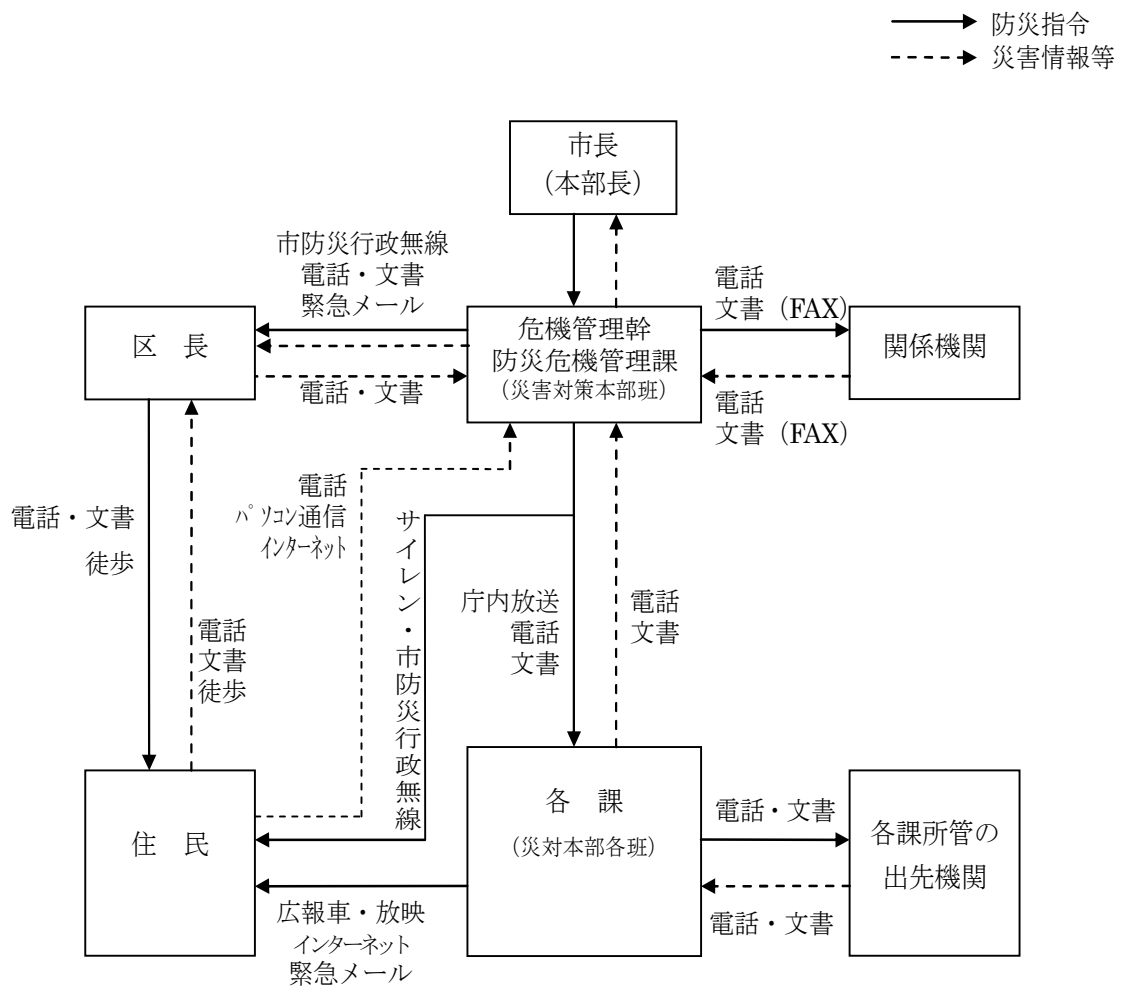 防災指令
災害情報等
市長
（本部長）
市防災行政無線
電話・文書
緊急メール
電話
文書（FAX）
区　長
危機管理幹
防災危機管理課
（災害対策本部班）
関係機関
電話・文書
電話
文書（FAX）
電話
パソコン通信
インターネット
サイレン・市防災行政無線
電話・文書
徒歩
庁内放送
電話
文書
電話
文書
電話
文書
徒歩
住　民
各　課
（災対本部各班）
電話・文書
各課所管の
出先機関
電話・文書
広報車・放映
インターネット
緊急メール